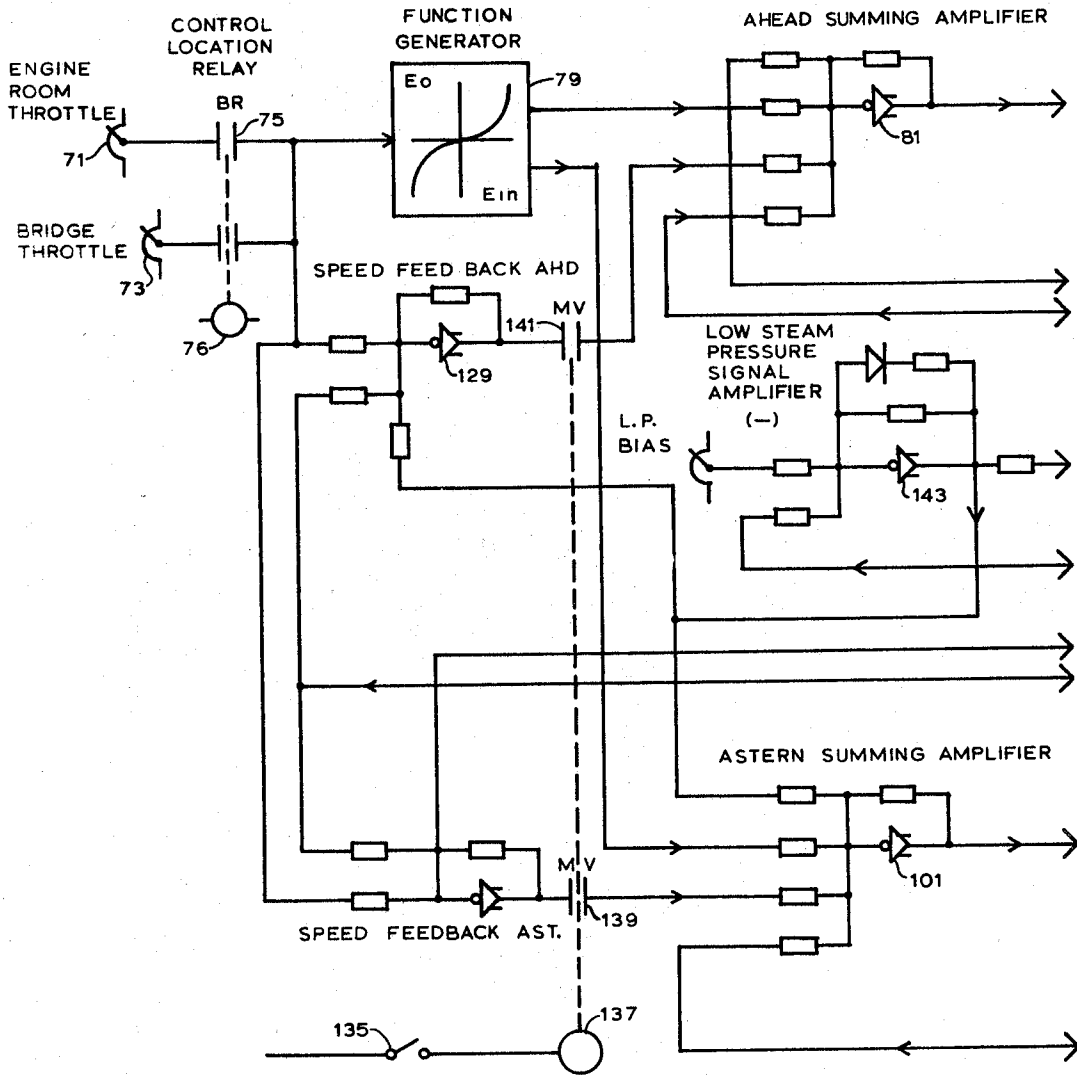 FUNCTION
GENERATOR
AHEAD SUMMING AMPLIFIER
CONTROL
LOCATION
RELAY
ENGINE
ROOM
THROTTLE
BR
75
Eo
Ein
79
71
81
BRIDGE
THROTTLE
73
76
SPEED FEED BACK AHD
141
MV
129
LOW STEAM
PRESSURE
SIGNAL
AMPLIFIER
(—)
L.P.
BIAS
143
ASTERN SUMMING AMPLIFIER
101
MV
139
SPEED FEEDBACK AST.
135
137